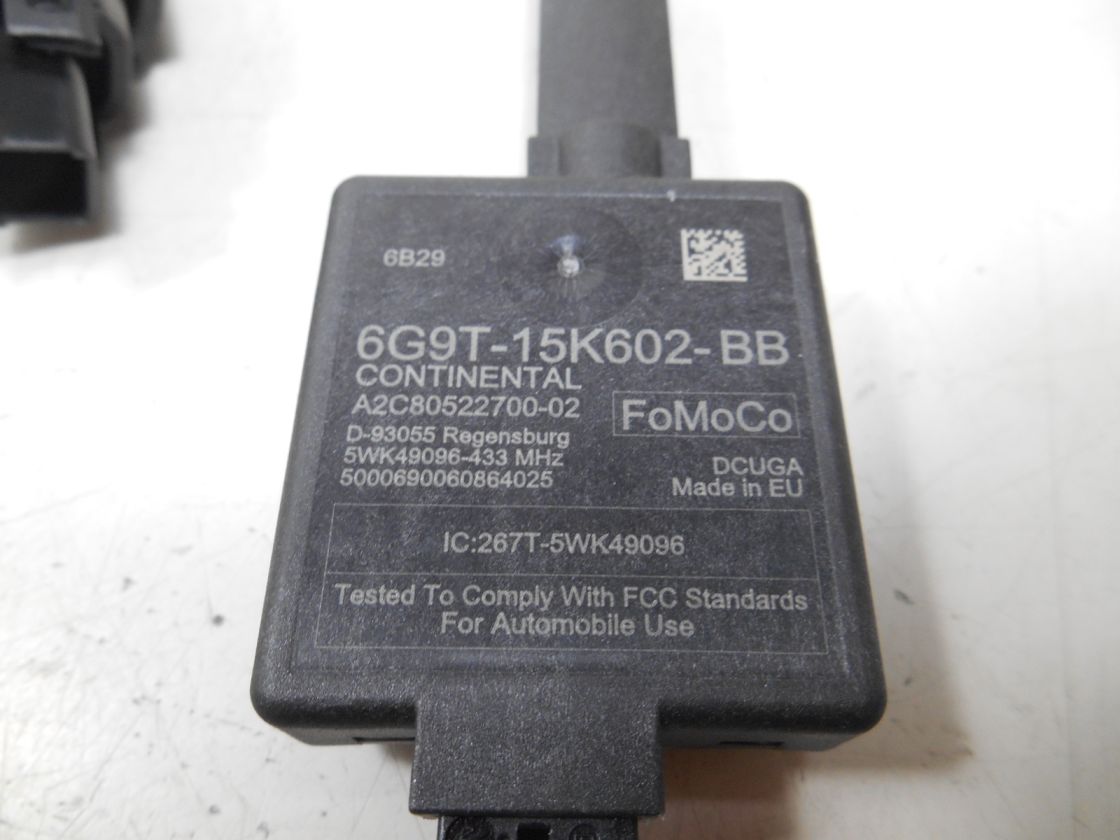 6B29
6G9T-15K602-BB
CONTINENTAL
A2C80522700-02
FoMoCo
D-93055 Regensburg
5WK49096-433 MHz
5000690060864025
DCUGA
Made in EU
IC:267T-5WK49096
Tested To Comply With FCC Standards
For Automobile Use